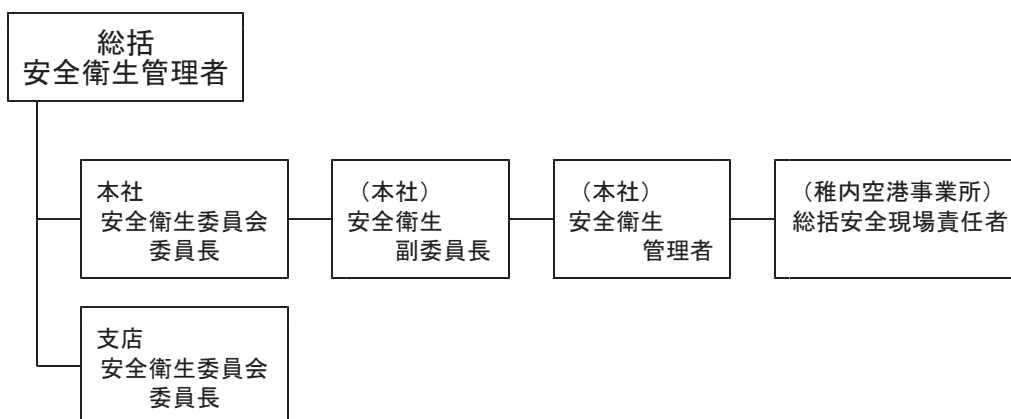 総括
安全衛生管理者
本社
安全衛生委員会
委員長
（本社）
安全衛生
副委員長
（本社）
安全衛生
管理者
（稚内空港事業所）
総括安全現場責任者
支店
安全衛生委員会
委員長